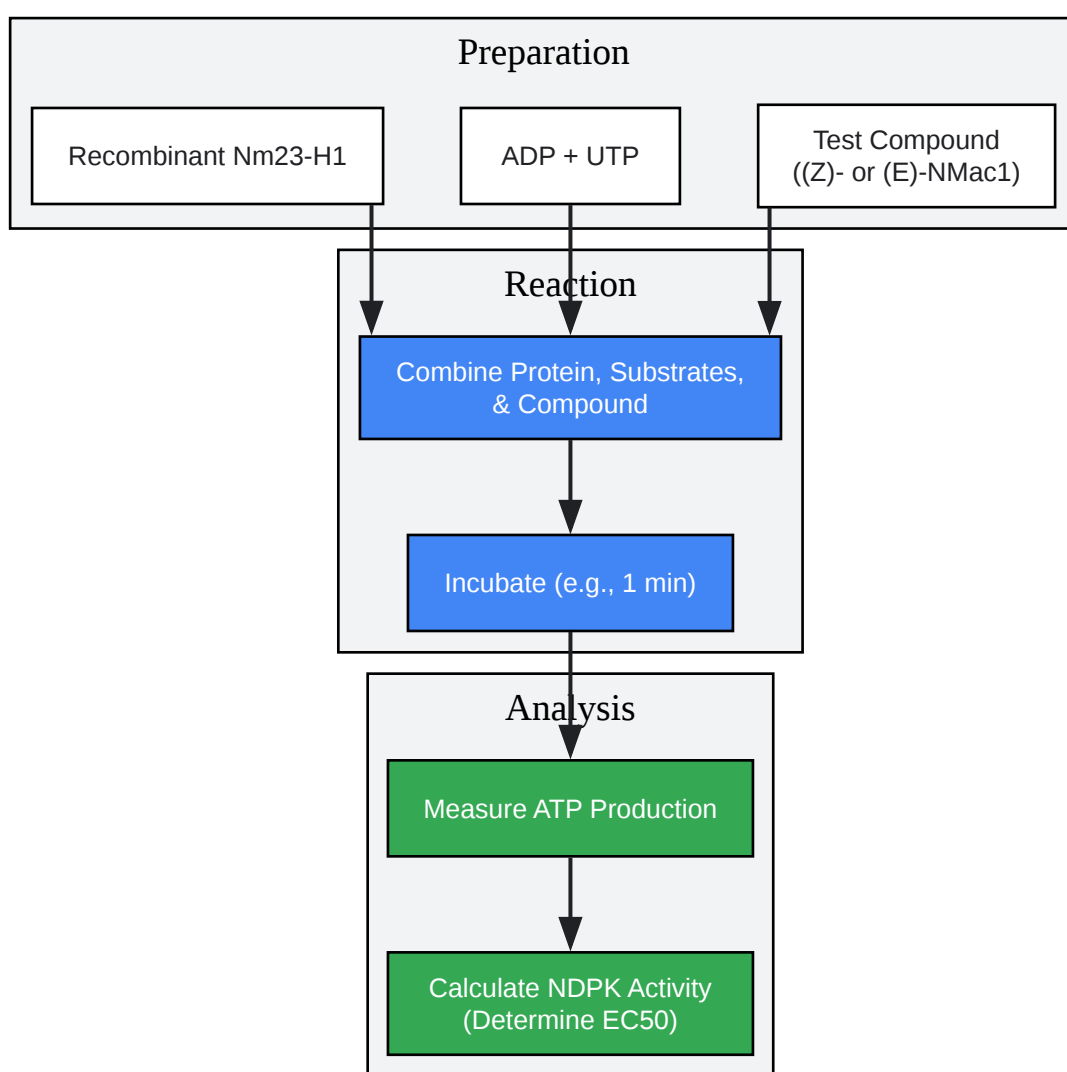 Preparation
Recombinant Nm23-H1
ADP + UTP
Test Compound
((Z)- or (E)-NMac1)
Reaction
Combine Protein, Substrates,
& Compound
Incubate (e.g., 1 min)
Analysis
Measure ATP Production
Calculate NDPK Activity
(Determine EC50)